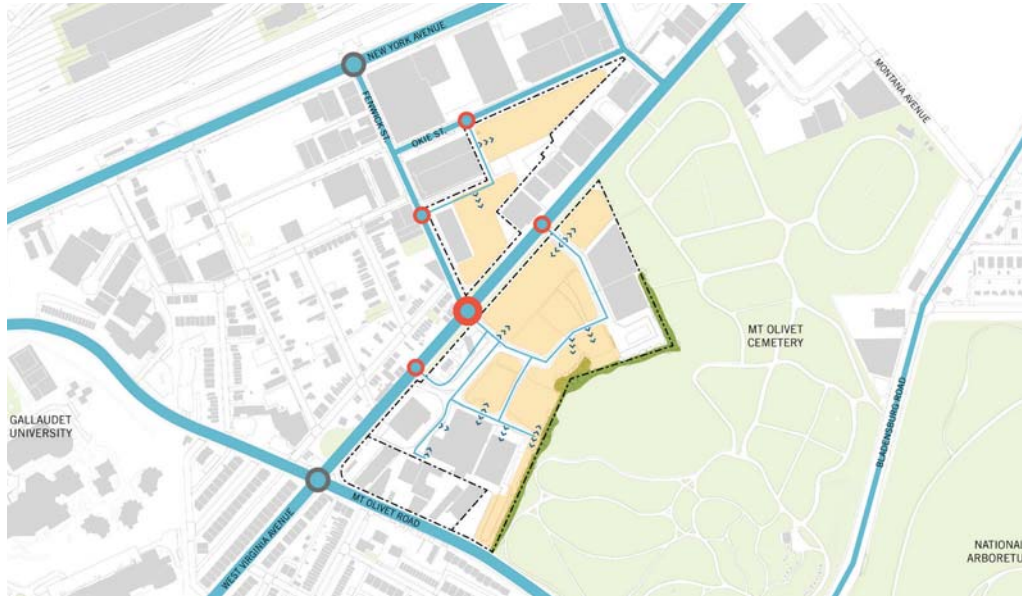 NEW YORK AVENUE
MONTANA AVENUE
FENWICK ST.
OKIE ST.
MT OLIVET
CEMETERY
BLADENSBURG ROAD
GALLAUDET
UNIVERSITY
MT OLIVET ROAD
WEST VIRGINIA AVENUE
NATIONAL
ARBORETU